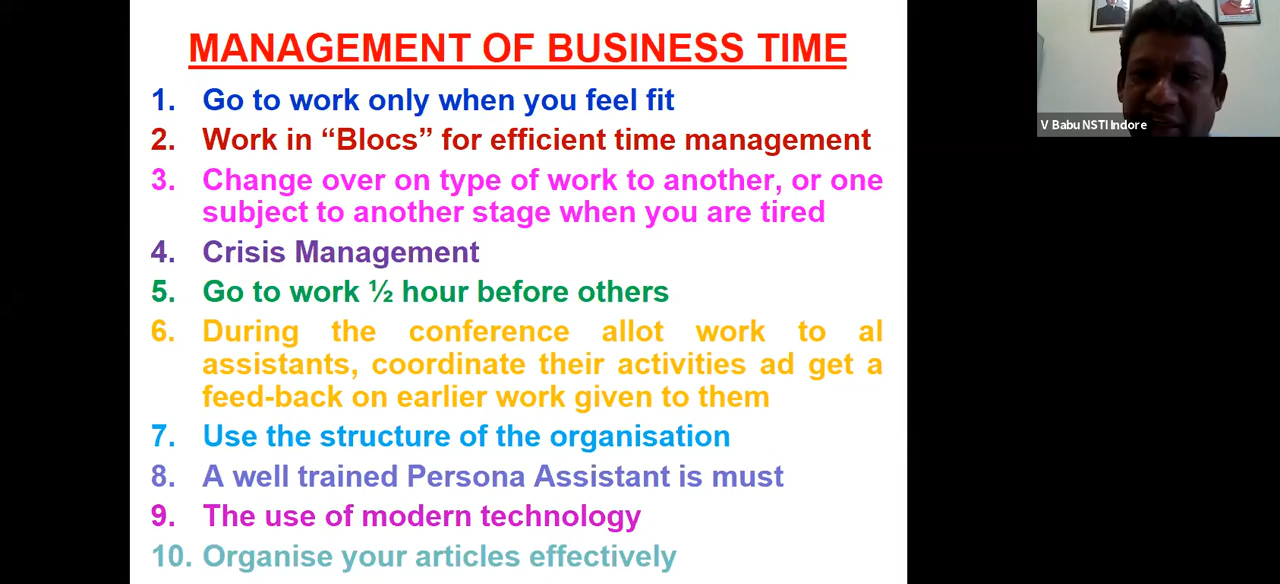 MANAGEMENT OF BUSINESS TIME
1. Go to work only when you feel fit
2. Work in “Blocs” for efficient time management
3. Change over on type of work to another, or one
subject to another stage when you are tired
4. Crisis Management
5. Go to work ½ hour before others
6. During the conference allot work to al
assistants, coordinate their activities ad get a
feed-back on earlier work given to them
7. Use the structure of the organisation
8. A well trained Persona Assistant is must
9. The use of modern technology
10. Organise your articles effectively
V Babu NSTI Indore